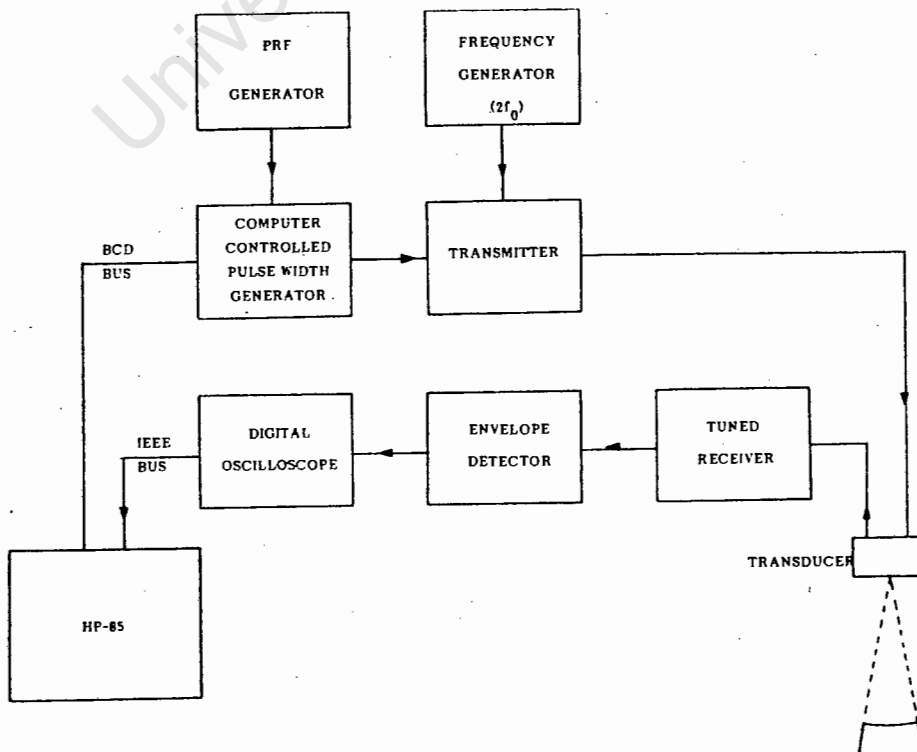 PRF
GENERATOR
FREQUENCY
GENERATOR
(2f0)
COMPUTER
CONTROLLED
PULSE WIDTH
GENERATOR
TRANSMITTER
BCD
BUS
DIGITAL
OSCILLOSCOPE
ENVELOPE
DETECTOR
TUNED
RECEIVER
IEEE
BUS
TRANSDUCER
HP-85